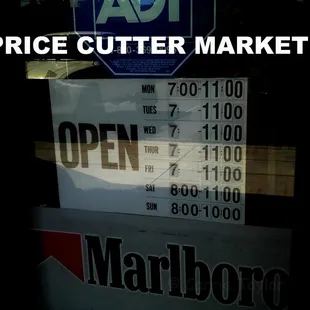 ADT
PRICE CUTTER MARKET
OPEN
MON 7:00-11:00
TUES 7: -11:00
WED 7: -11:00
THUR 7: -11:00
FRI 7: -11:00
SAT 8:00-11:00
SUN 8:00-10:00
Marlboro